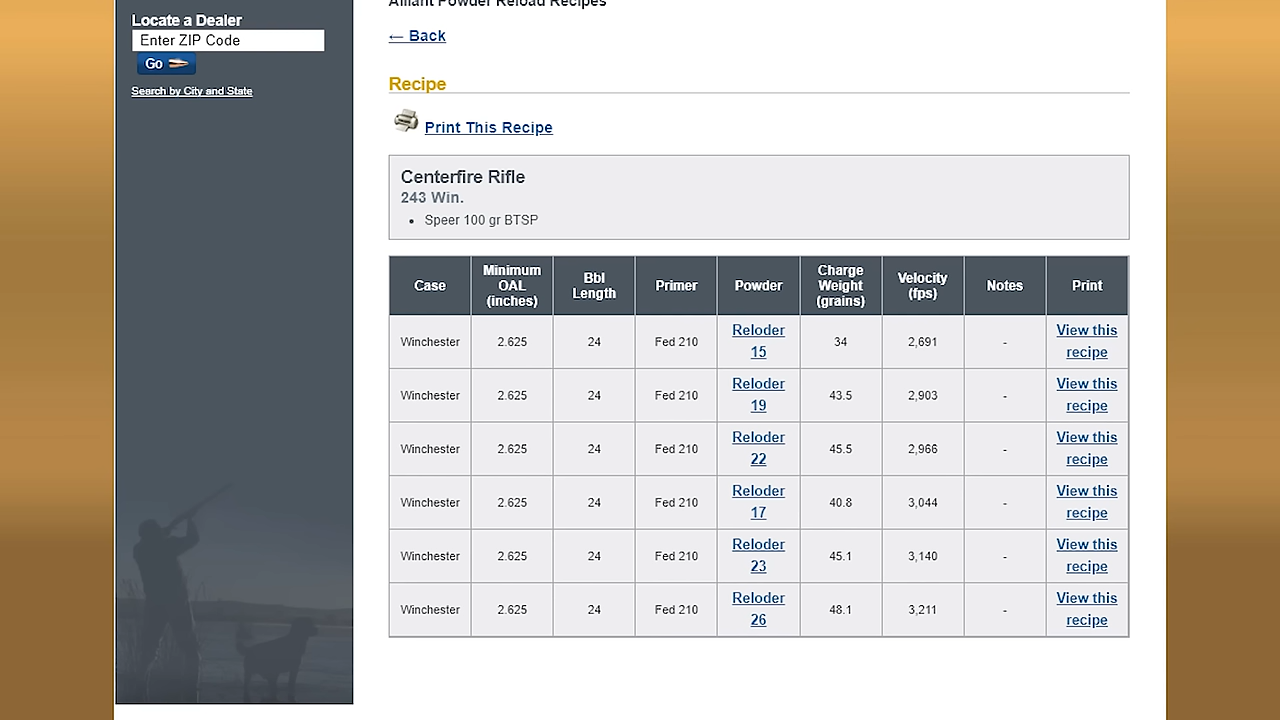 Alliant Powder Reload Recipes
Locate a Dealer
Enter ZIP Code
Go
Search by City and State
← Back
Recipe
Print This Recipe
Centerfire Rifle
243 Win.
• Speer 100 gr BTSP
Case Minimum OAL (inches) Bbl Length Primer Powder Charge Weight (grains) Velocity (fps) Notes Print
Winchester 2.625 24 Fed 210 Reloder 15 34 2,691 - View this recipe
Winchester 2.625 24 Fed 210 Reloder 19 43.5 2,903 - View this recipe
Winchester 2.625 24 Fed 210 Reloder 22 45.5 2,966 - View this recipe
Winchester 2.625 24 Fed 210 Reloder 17 40.8 3,044 - View this recipe
Winchester 2.625 24 Fed 210 Reloder 23 45.1 3,140 - View this recipe
Winchester 2.625 24 Fed 210 Reloder 26 48.1 3,211 - View this recipe